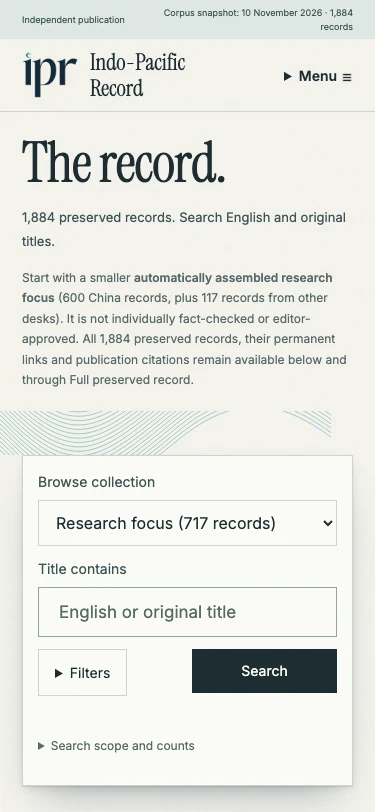 Independent publication
Corpus snapshot: 10 November 2026 · 1,884
records
ipr
Indo-Pacific
Record
Menu
The record.
1,884 preserved records. Search English and original
titles.
Start with a smaller automatically assembled research
focus (600 China records, plus 117 records from other
desks). It is not individually fact-checked or editor-
approved. All 1,884 preserved records, their permanent
links and publication citations remain available below and
through Full preserved record.
Browse collection
Research focus (717 records)
Title contains
English or original title
Filters
Search
Search scope and counts